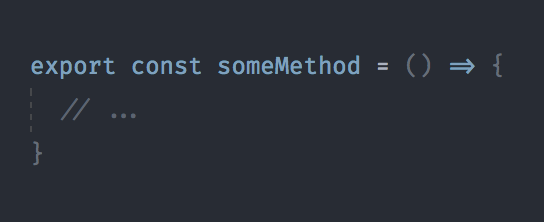 export const someMethod = () => {
// ...
}